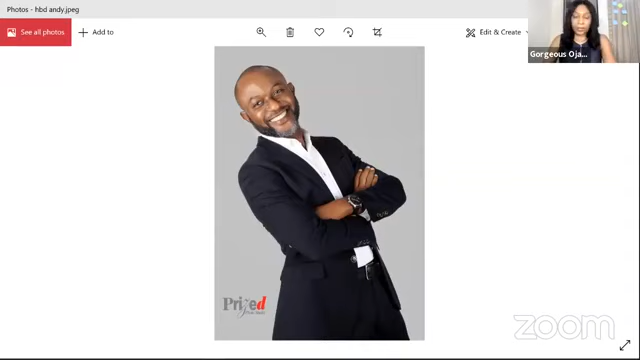 Photos - hbd andy.jpeg
See all photos
Add to
Edit & Create
Gorgeous Oja...
Prized
zoom